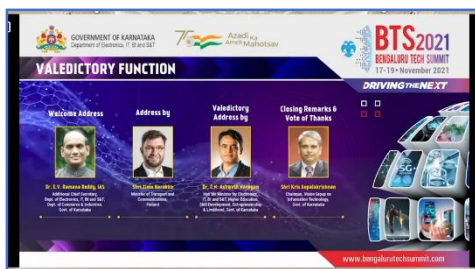 GOVERNMENT OF KARNATAKA
Department of Electronics, IT, Bt and S&T
75
Azadi Ka
Amrit Mahotsav
BTS2021
BENGALURU TECH SUMMIT
17-19 • November 2021
DRIVING THE NEXT
VALEDICTORY FUNCTION
Welcome Address
Address by
Valedictory
Address by
Closing Remarks &
Vote of Thanks
Dr. E.V. Ramana Reddy, IAS
Additional Chief Secretary,
Dept. of Electronics, IT, Bt and S&T,
Dept. of Commerce & Industries,
Govt. of Karnataka
Minister of Transport and
Communications,
Finland
Dr. C.N. Ashwath Narayan
Hon'ble Minister for Electronics,
IT, Bt and S&T, Higher Education,
Skill Development, Entrepreneurship
& Livelihood, Govt. of Karnataka
Shri Kris Gopalakrishnan
Chairman, Vision Group on
Information Technology,
Govt. of Karnataka
5G
www.bengalurutechsummit.com